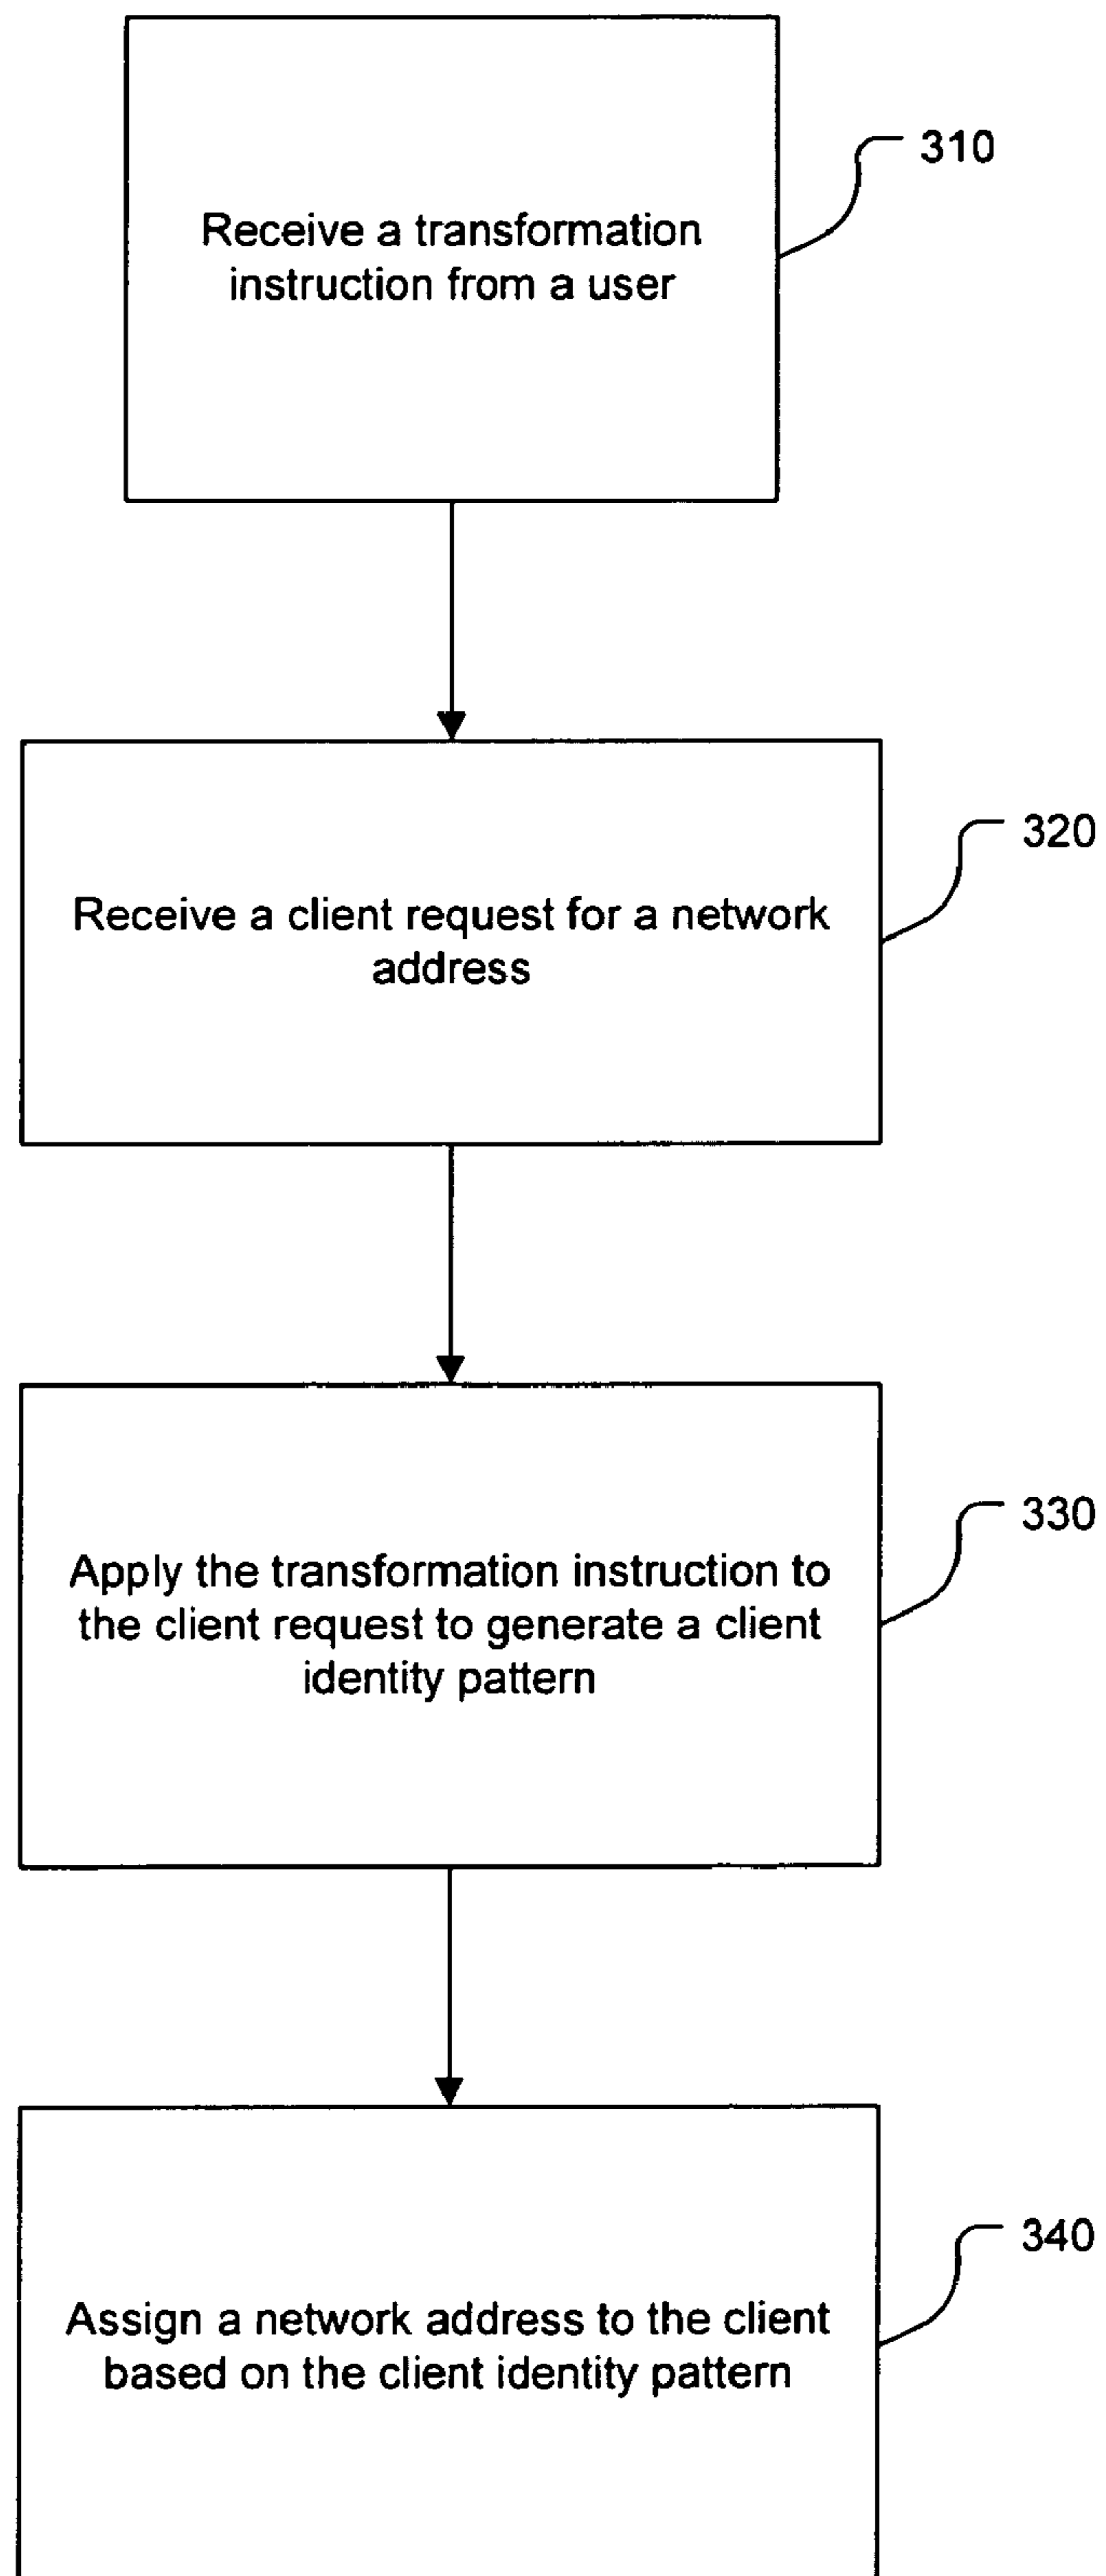 310
Receive a transformation
instruction from a user
320
Receive a client request for a network
address
330
Apply the transformation instruction to
the client request to generate a client
identity pattern
340
Assign a network address to the client
based on the client identity pattern